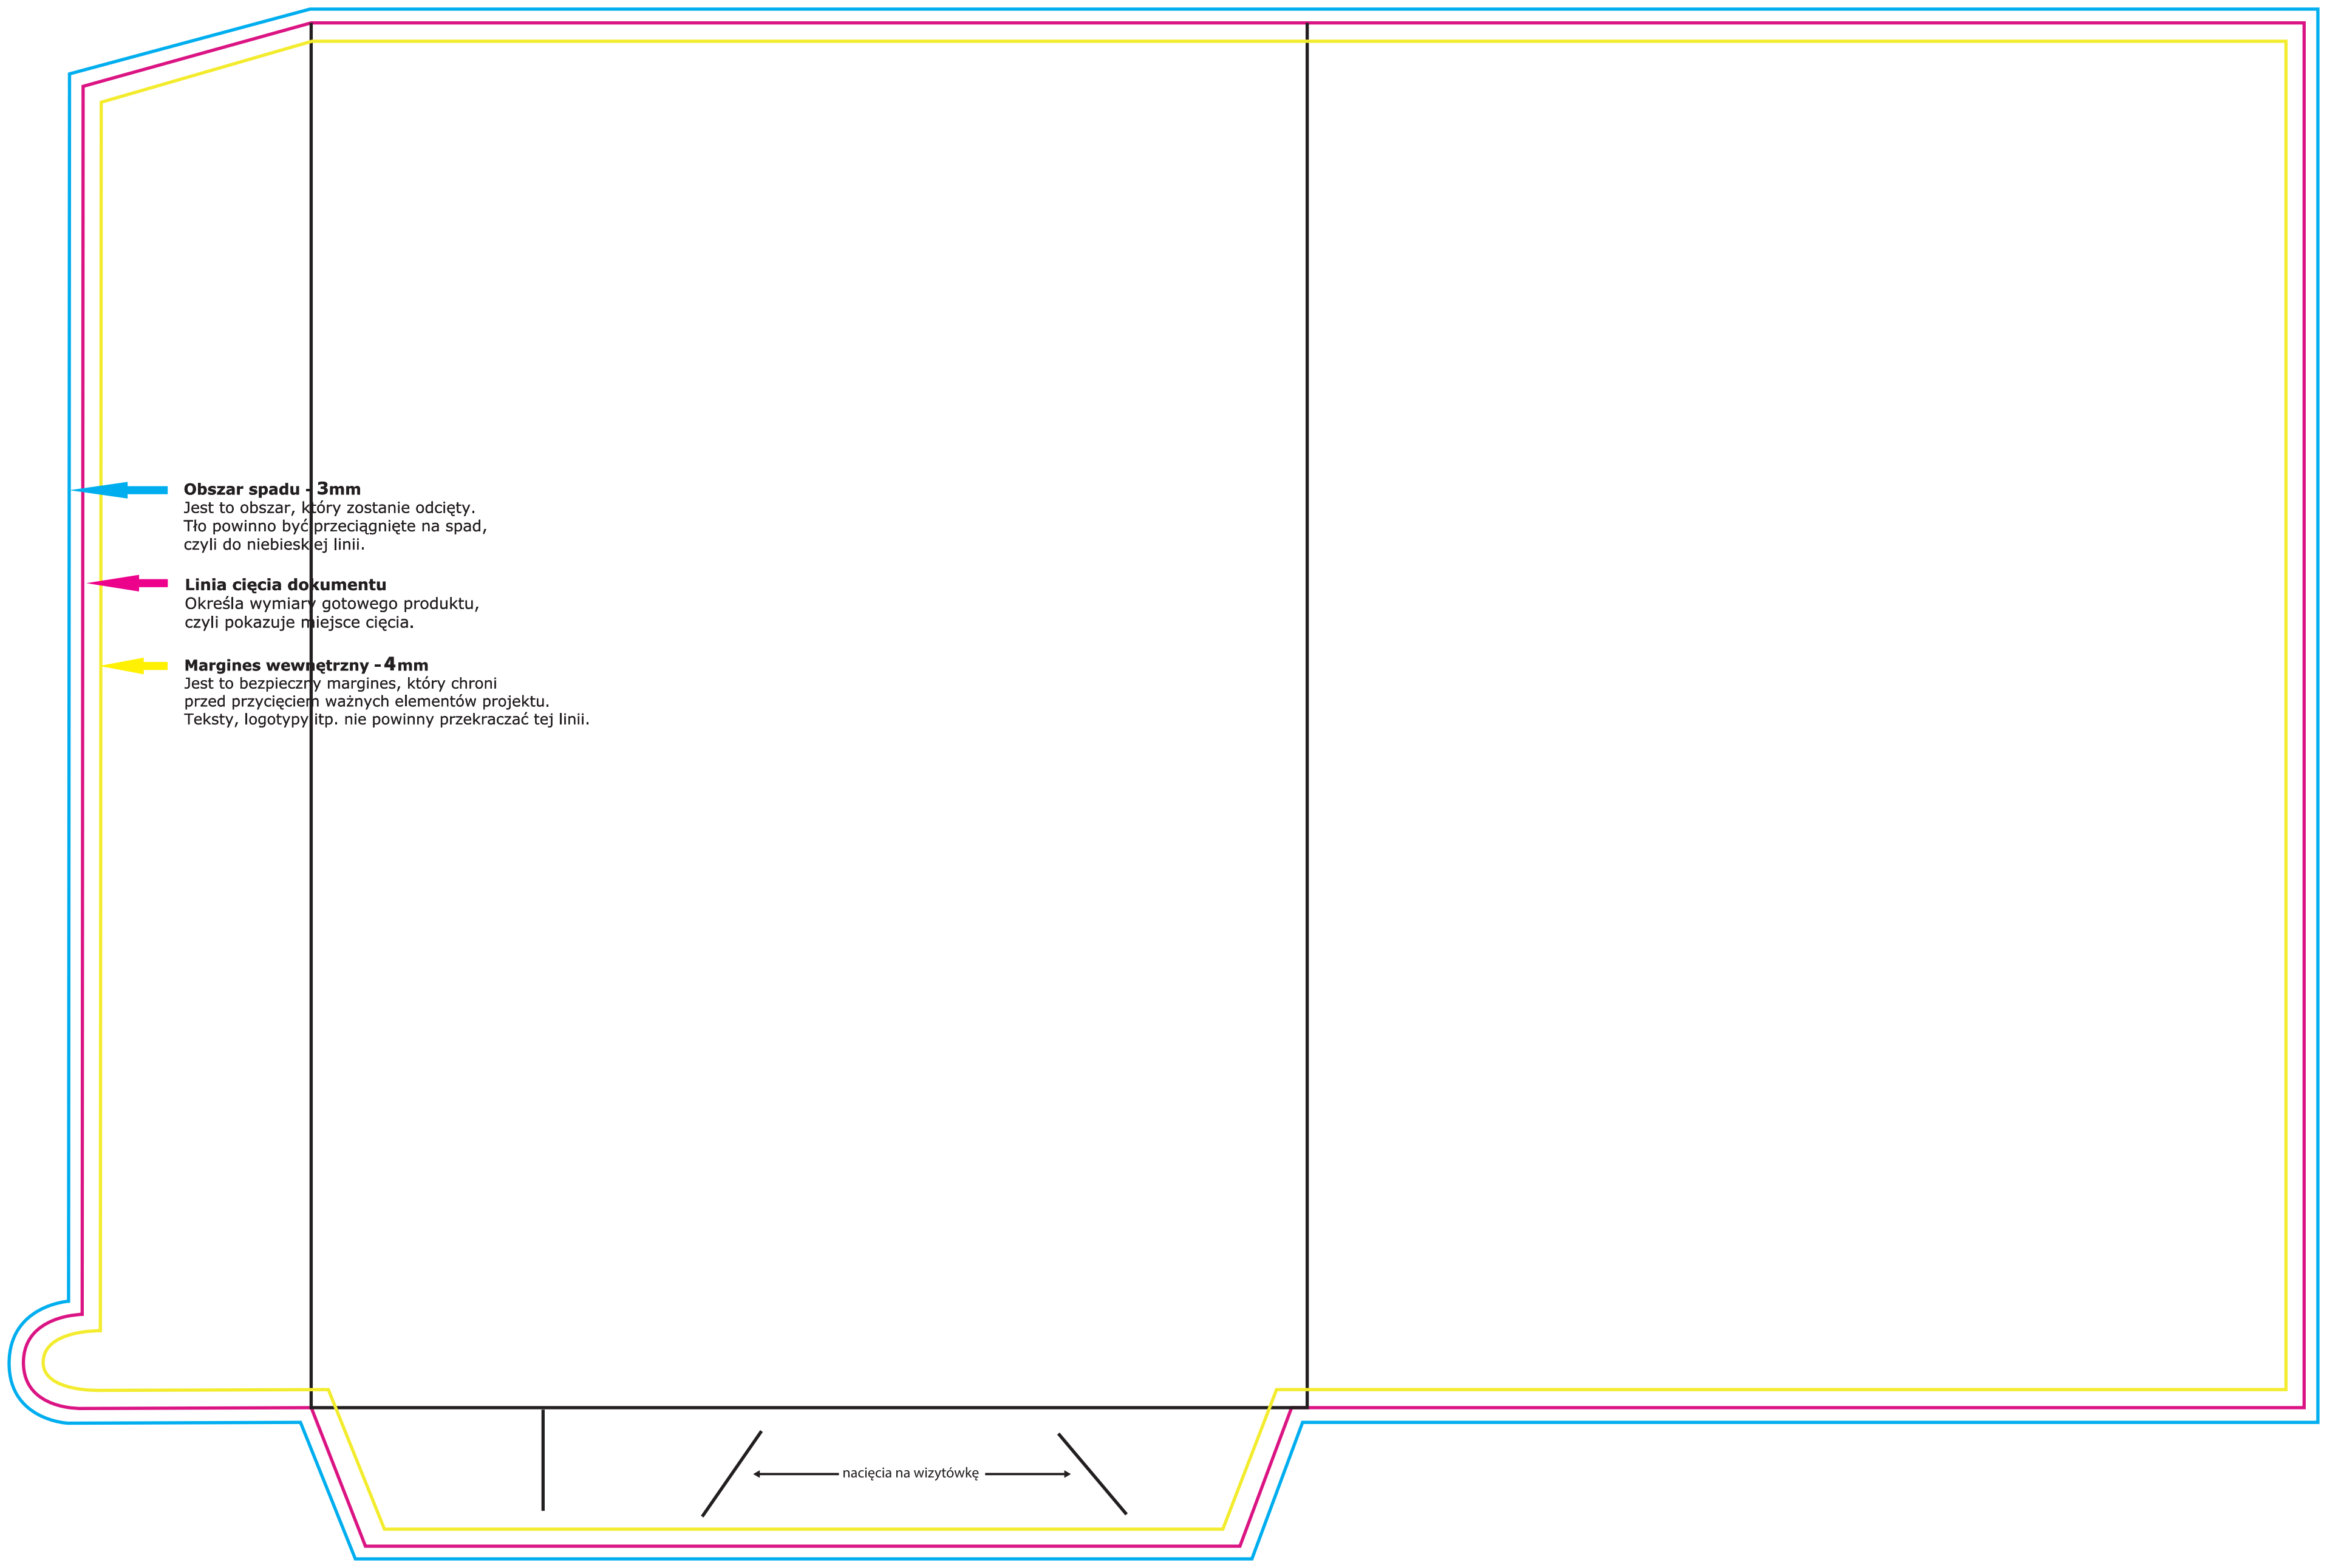 Obszar spadu - 3mm
Jest to obszar, który zostanie odcięty.
Tło powinno być przeciągnięte na spad,
czyli do niebieskiej linii.
Linia cięcia dokumentu
Określa wymiary gotowego produktu,
czyli pokazuje miejsce cięcia.
Margines wewnętrzny - 4mm
Jest to bezpieczny margines, który chroni
przed przycięciem ważnych elementów projektu.
Teksty, logotypy itp. nie powinny przekraczać tej linii.
nacięcia na wizytówkę